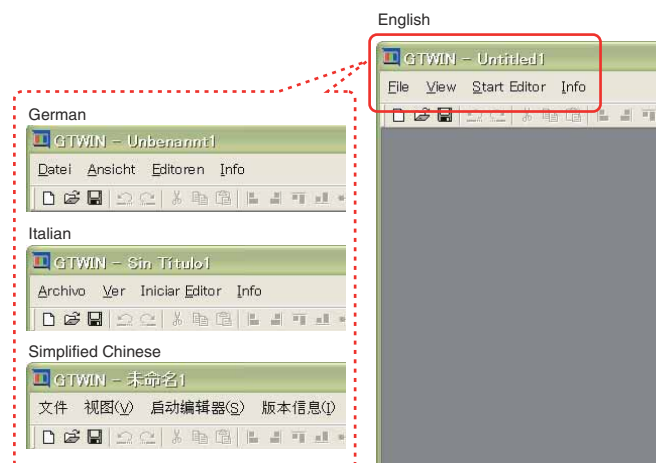 English
GTWIN – Untitled1
File View Start Editor Info
German
GTWIN – Unbenannt1
Datei Ansicht Editoren Info
Italian
GTWIN – Sin Título1
Archivo Ver Iniciar Editor Info
Simplified Chinese
GTWIN – 未命名1
文件 视图(V) 启动编辑器(S) 版本信息(I)